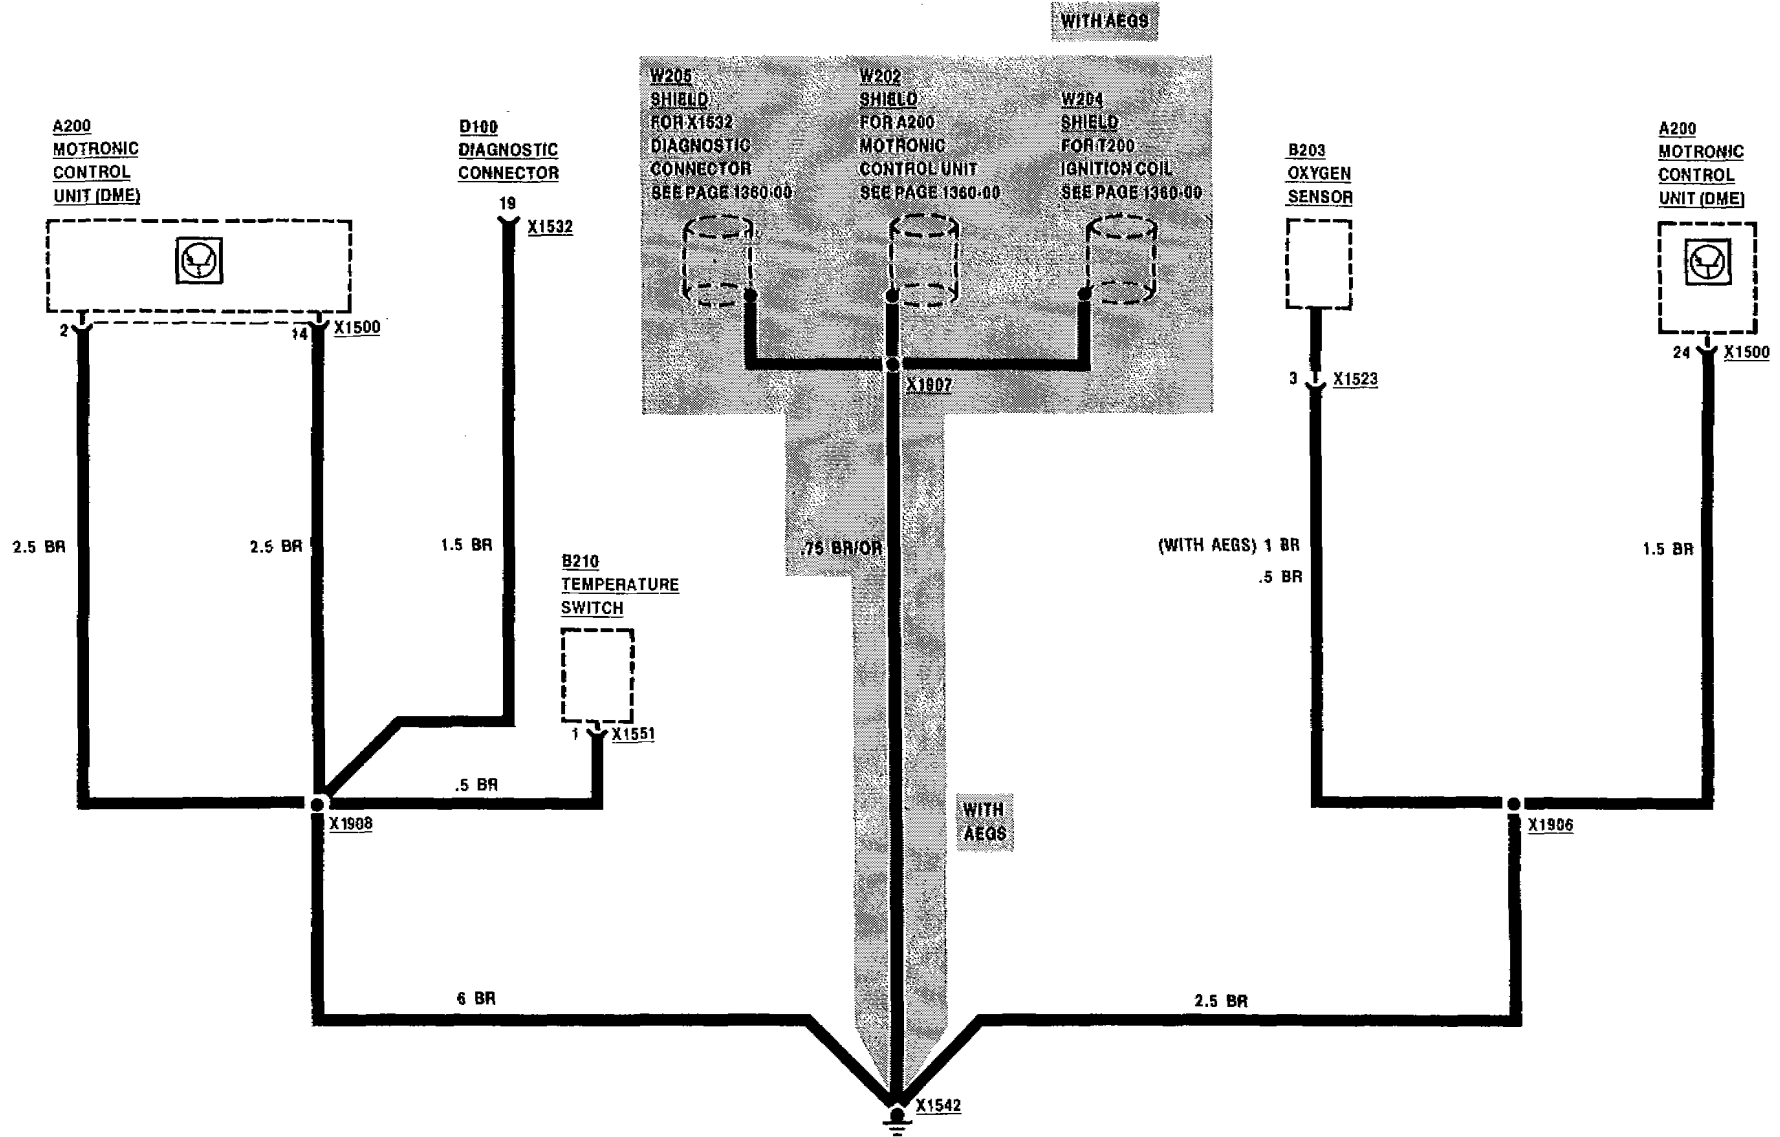 WITH AEGS
W205
SHIELD
FOR X1532
DIAGNOSTIC
CONNECTOR
SEE PAGE 1360-00
W202
SHIELD
FOR A200
MOTRONIC
CONTROL UNIT
SEE PAGE 1360-00
W204
SHIELD
FOR T200
IGNITION COIL
SEE PAGE 1360-00
A200
MOTRONIC
CONTROL
UNIT (DME)
D100
DIAGNOSTIC
CONNECTOR
19
X1532
B203
OXYGEN
SENSOR
A200
MOTRONIC
CONTROL
UNIT (DME)
2
14
X1500
X1907
3
X1523
24
X1500
2.5 BR
2.5 BR
1.5 BR
.75 BR/OR
(WITH AEGS) 1 BR
.5 BR
1.5 BR
B210
TEMPERATURE
SWITCH
1
X1551
.5 BR
X1908
WITH
AEGS
X1906
6 BR
2.5 BR
X1542